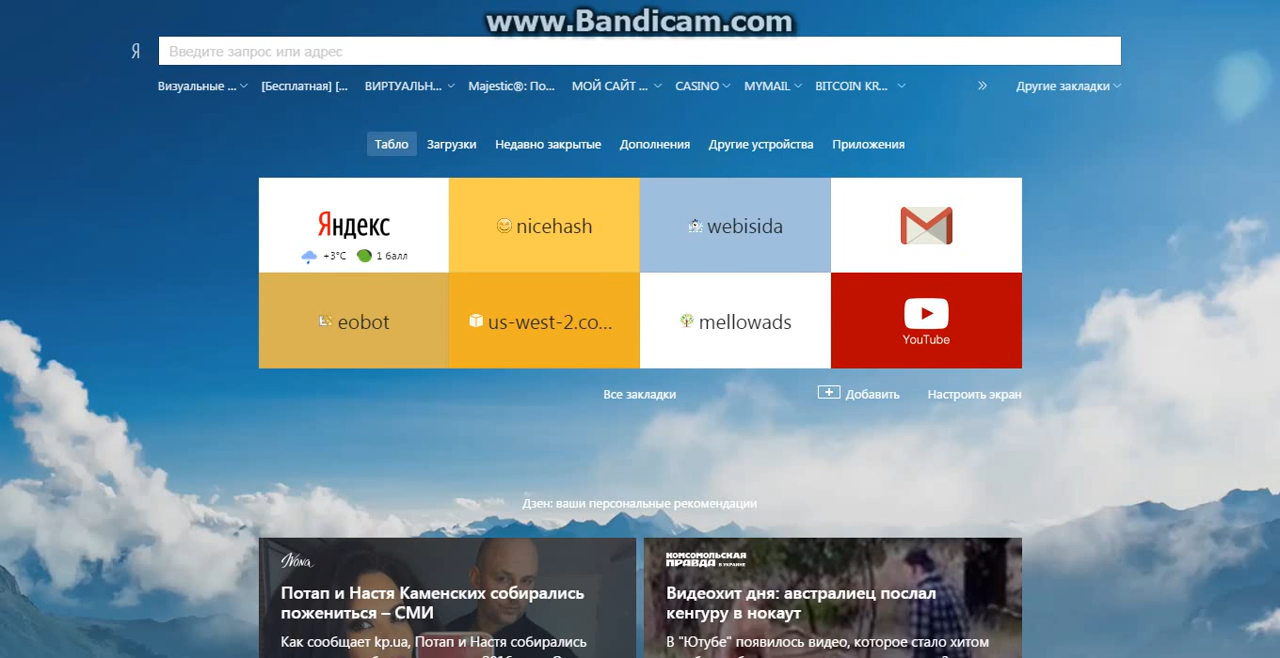 www.Bandicam.com
Я
Введите запрос или адрес
Визуальные ... [Бесплатная] [... ВИРТУАЛЬН... Majestic®: По... МОЙ САЙТ ... CASINO MYMAIL BITCOIN KR... » Другие закладки
Табло Загрузки Недавно закрытые Дополнения Другие устройства Приложения
Яндекс
+3°C 1 балл
nicehash
webisida
eobot
us-west-2.co...
mellowads
YouTube
Все закладки Добавить Настроить экран
Дзен: ваши персональные рекомендации
Nona
Потап и Настя Каменских собирались
пожениться – СМИ
Как сообщает kp.ua, Потап и Настя собирались
КОМСОМОЛЬСКАЯ
ПРАВДА В УКРАИНЕ
Видеохит дня: австралиец послал
кенгуру в нокаут
В "Ютубе" появилось видео, которое стало хитом